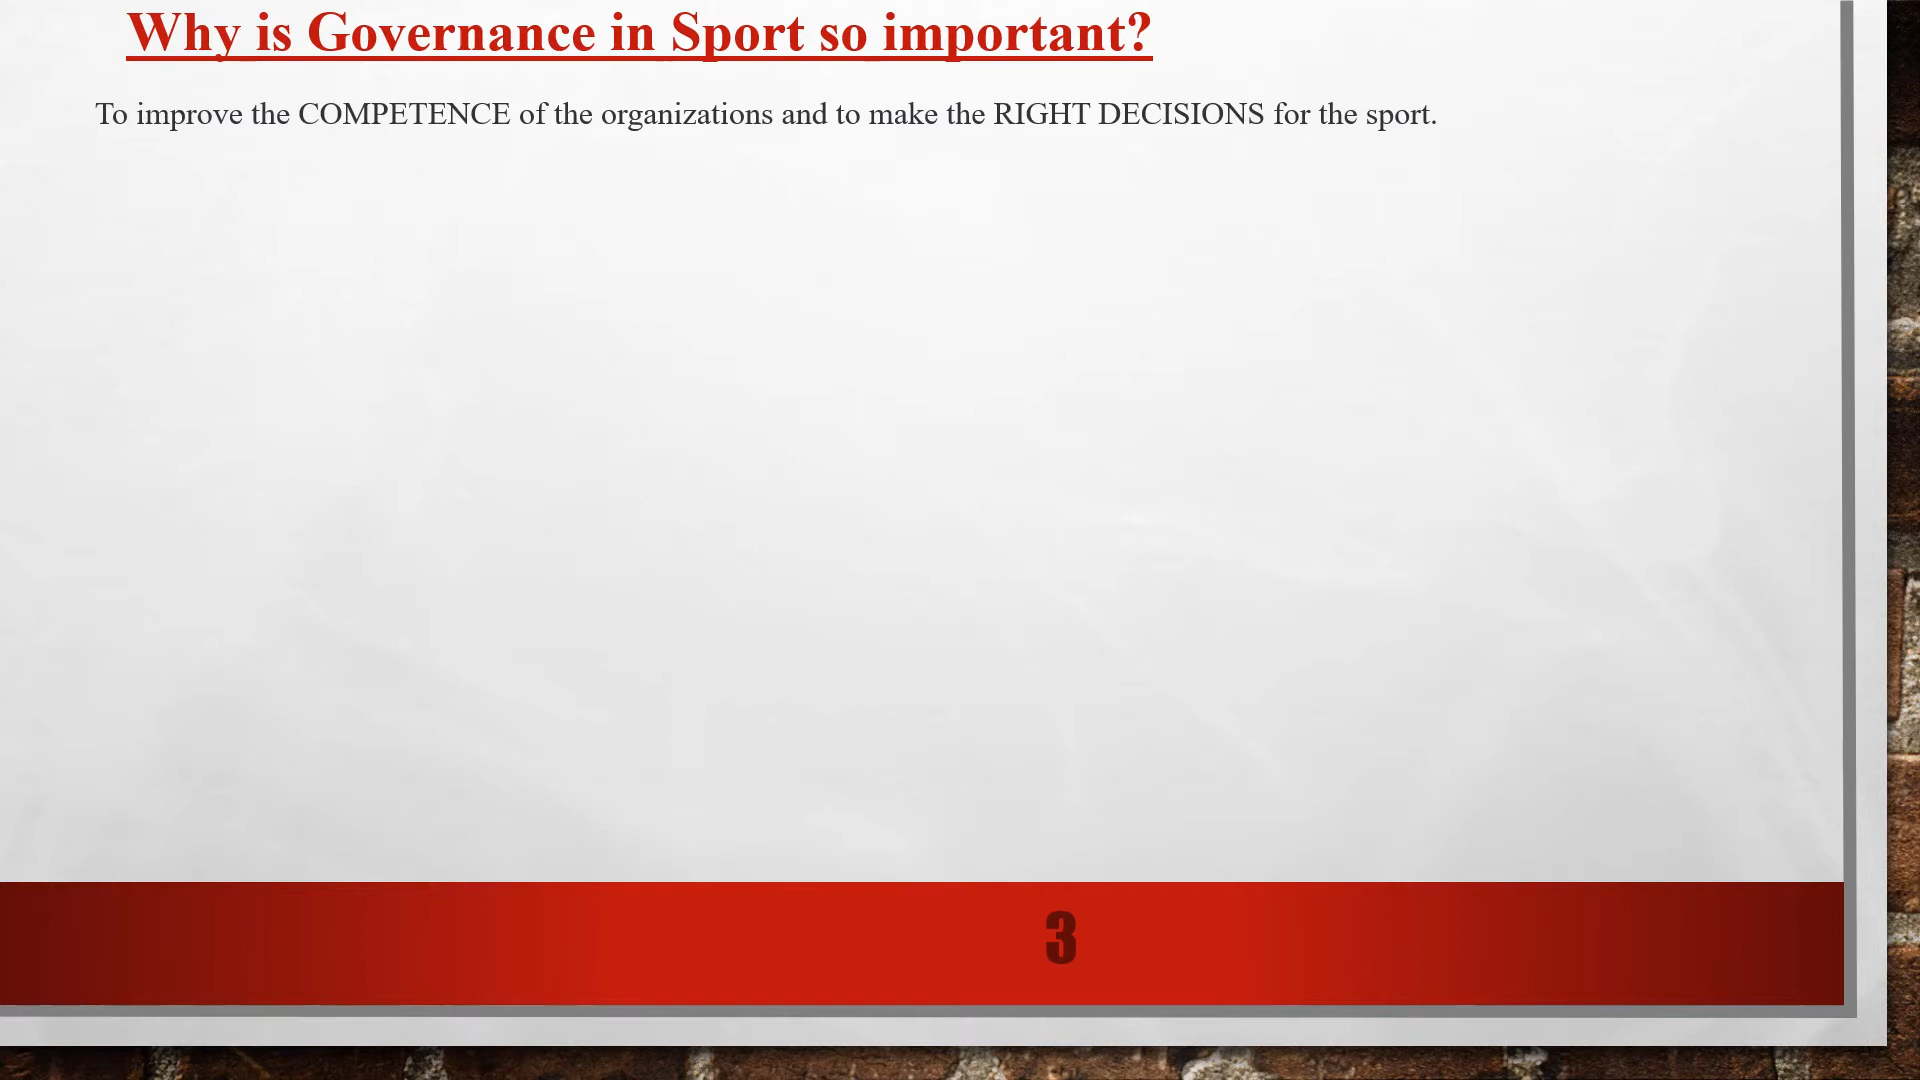 Why is Governance in Sport so important?
To improve the COMPETENCE of the organizations and to make the RIGHT DECISIONS for the sport.
3